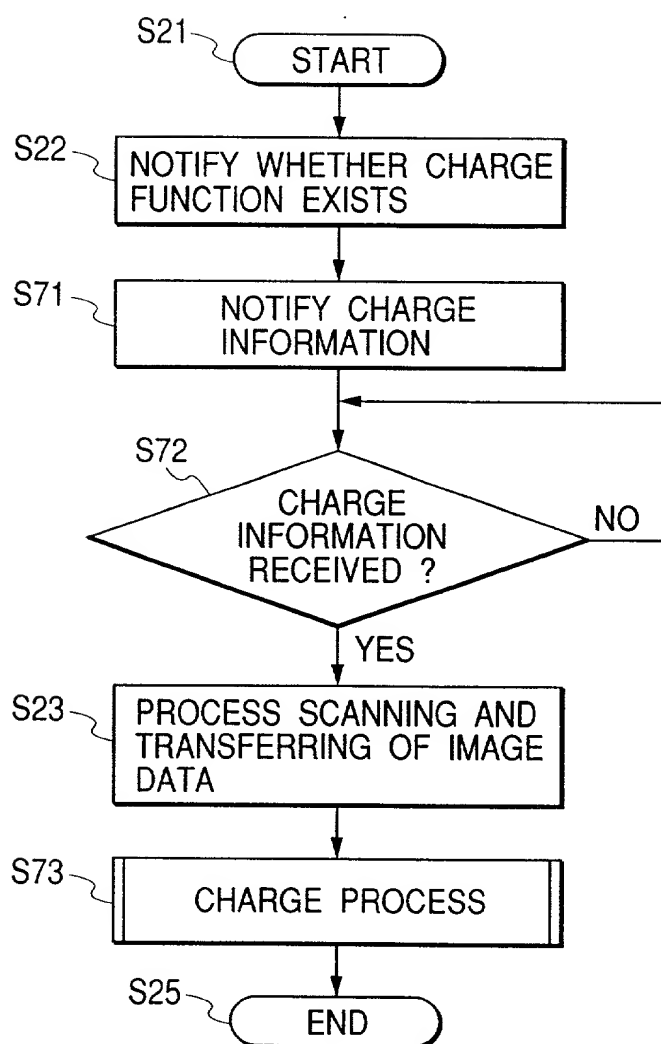 S21
START
S22
NOTIFY WHETHER CHARGE
FUNCTION EXISTS
S71
NOTIFY CHARGE
INFORMATION
S72
CHARGE
INFORMATION
RECEIVED ?
NO
YES
S23
PROCESS SCANNING AND
TRANSFERRING OF IMAGE
DATA
S73
CHARGE PROCESS
S25
END